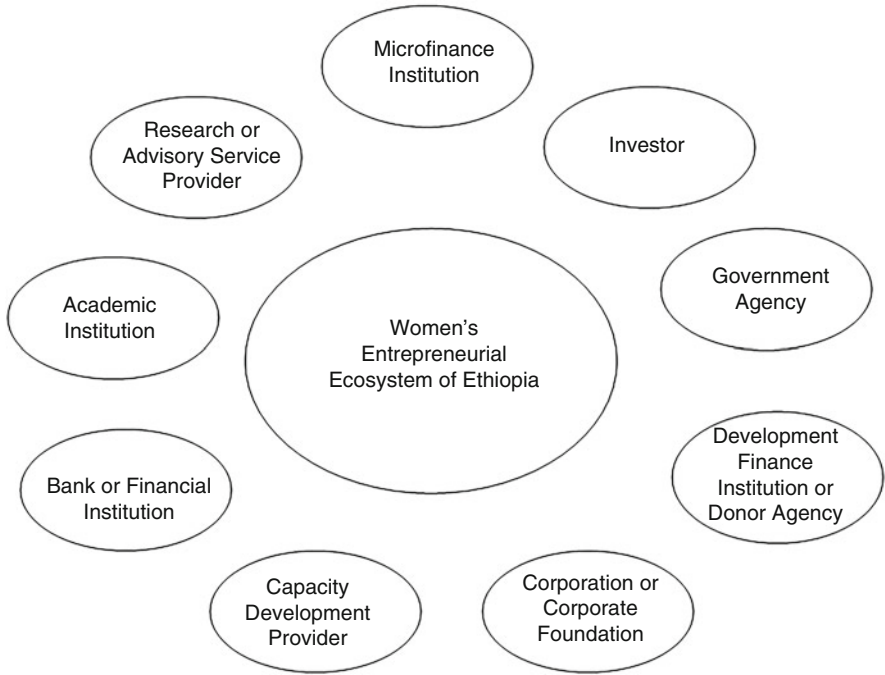 Microfinance
Institution
Research or
Advisory Service
Provider
Investor
Government
Agency
Academic
Institution
Women’s
Entrepreneurial
Ecosystem of Ethiopia
Development
Finance
Institution or
Donor Agency
Bank or Financial
Institution
Capacity
Development
Provider
Corporation or
Corporate
Foundation